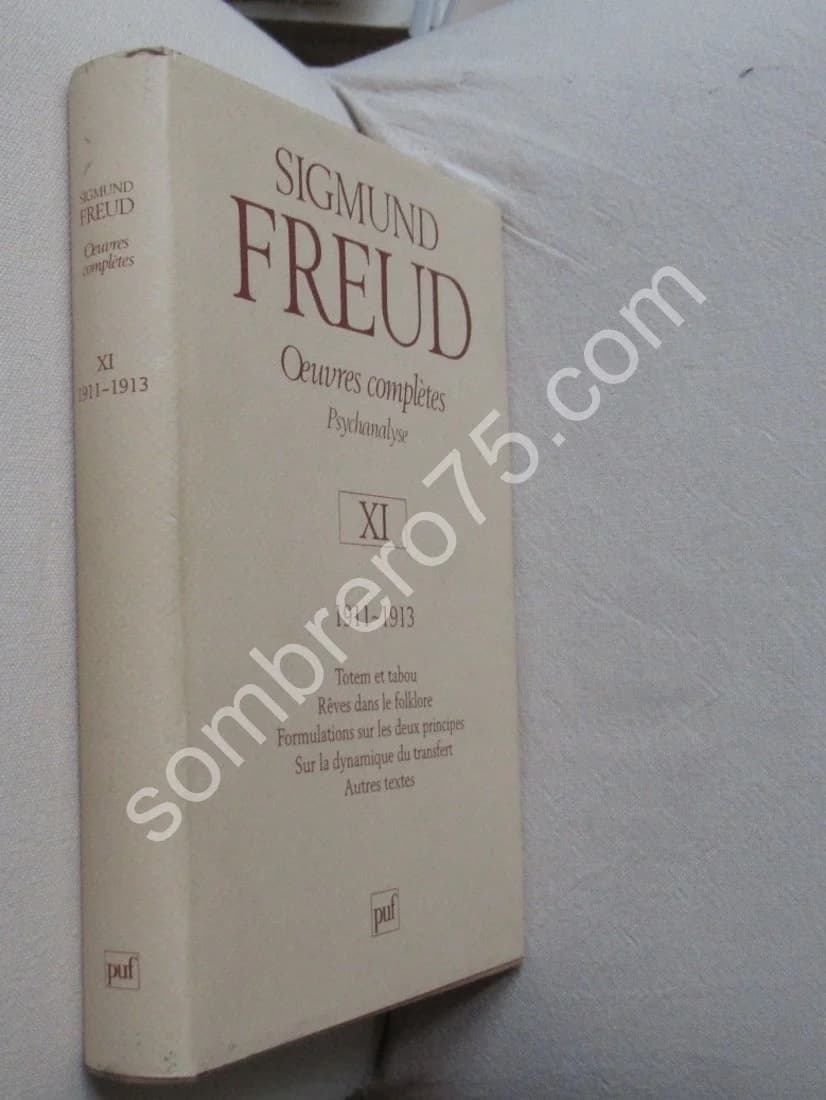 SIGMUND
FREUD
Œuvres
complètes
XI
1911–1913
puf
SIGMUND
FREUD
Œuvres complètes
Psychanalyse
XI
1911–1913
Totem et tabou
Rêves dans le folklore
Formulations sur les deux principes
Sur la dynamique du transfert
Autres textes
puf
sombrero75.com